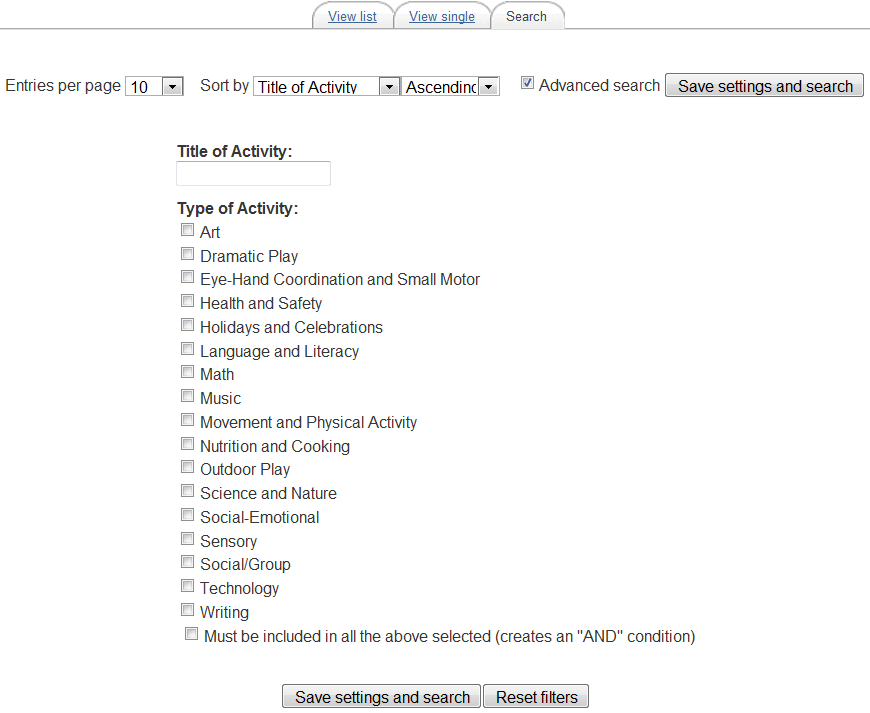 View list View single Search
Entries per page 10 Sort by Title of Activity Ascending Advanced search Save settings and search
Title of Activity:
Type of Activity:
Art
Dramatic Play
Eye-Hand Coordination and Small Motor
Health and Safety
Holidays and Celebrations
Language and Literacy
Math
Music
Movement and Physical Activity
Nutrition and Cooking
Outdoor Play
Science and Nature
Social-Emotional
Sensory
Social/Group
Technology
Writing
Must be included in all the above selected (creates an "AND" condition)
Save settings and search Reset filters